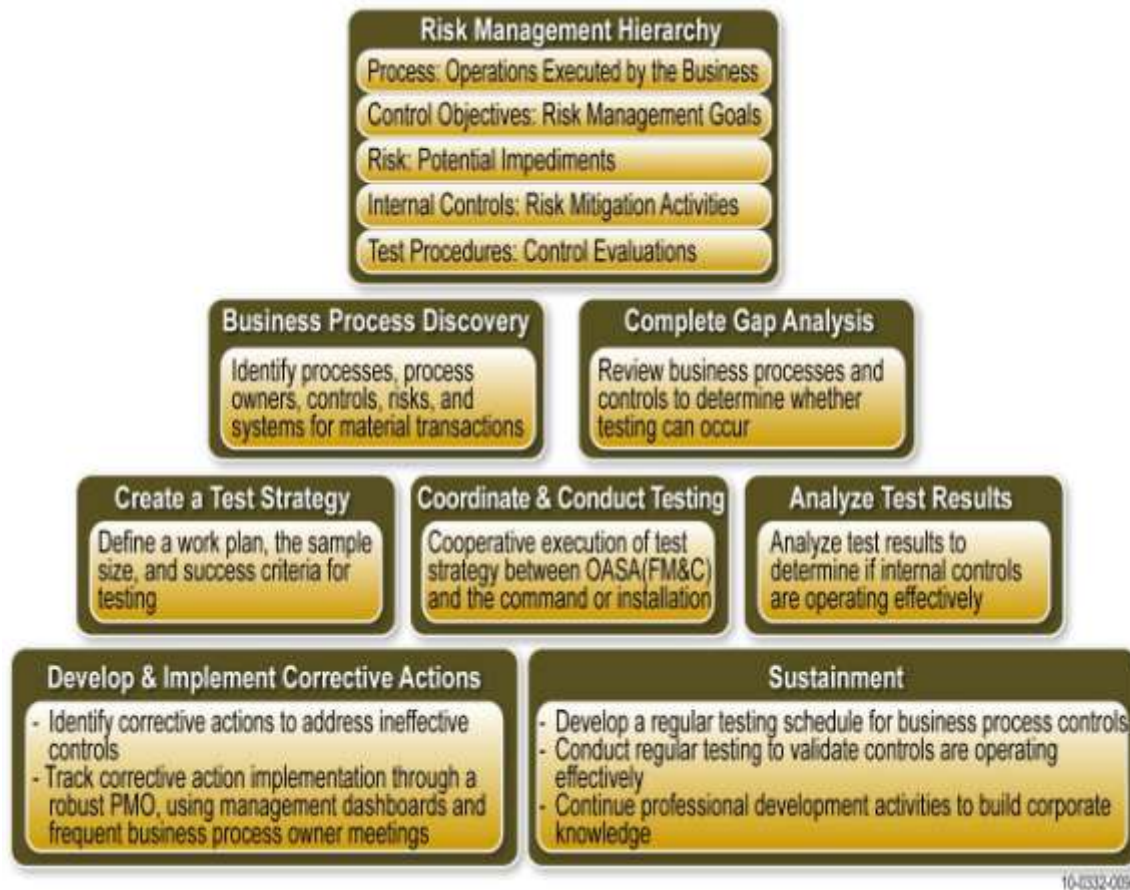 Risk Management Hierarchy
Process: Operations Executed by the Business
Control Objectives: Risk Management Goals
Risk: Potential Impediments
Internal Controls: Risk Mitigation Activities
Test Procedures: Control Evaluations
Business Process Discovery
Identify processes, process
owners, controls, risks, and
systems for material transactions
Complete Gap Analysis
Review business processes and
controls to determine whether
testing can occur
Create a Test Strategy
Define a work plan, the sample
size, and success criteria for
testing
Coordinate & Conduct Testing
Cooperative execution of test
strategy between OASA(FM&C)
and the command or installation
Analyze Test Results
Analyze test results to
determine if internal controls
are operating effectively
Develop & Implement Corrective Actions
- Identify corrective actions to address ineffective
controls
- Track corrective action implementation through a
robust PMO, using management dashboards and
frequent business process owner meetings
Sustainment
- Develop a regular testing schedule for business process controls
- Conduct regular testing to validate controls are operating
effectively
- Continue professional development activities to build corporate
knowledge
10-0332-009